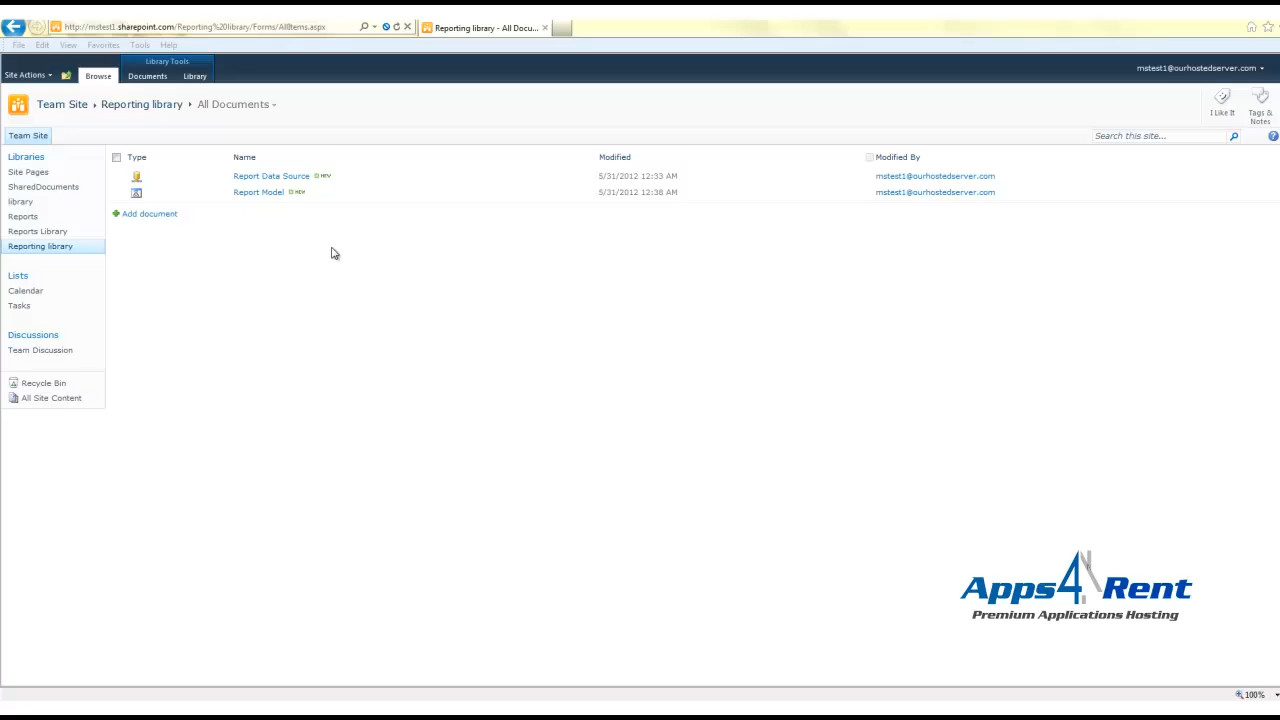 http://mstest1.sharepoint.com/Reporting%20library/Forms/AllItems.aspx
Reporting library - All Docu...
File Edit View Favorites Tools Help
Library Tools
Site Actions Browse Documents Library
mstest1@ourhostedserver.com
Team Site Reporting library All Documents
I Like It
Tags & Notes
Team Site
Search this site...
Libraries
Site Pages
SharedDocuments
library
Reports
Reports Library
Reporting library
Lists
Calendar
Tasks
Discussions
Team Discussion
Recycle Bin
All Site Content
Type Name Modified Modified By
Report Data Source NEW 5/31/2012 12:33 AM mstest1@ourhostedserver.com
Report Model NEW 5/31/2012 12:38 AM mstest1@ourhostedserver.com
Add document
Apps4Rent
Premium Applications Hosting
100%